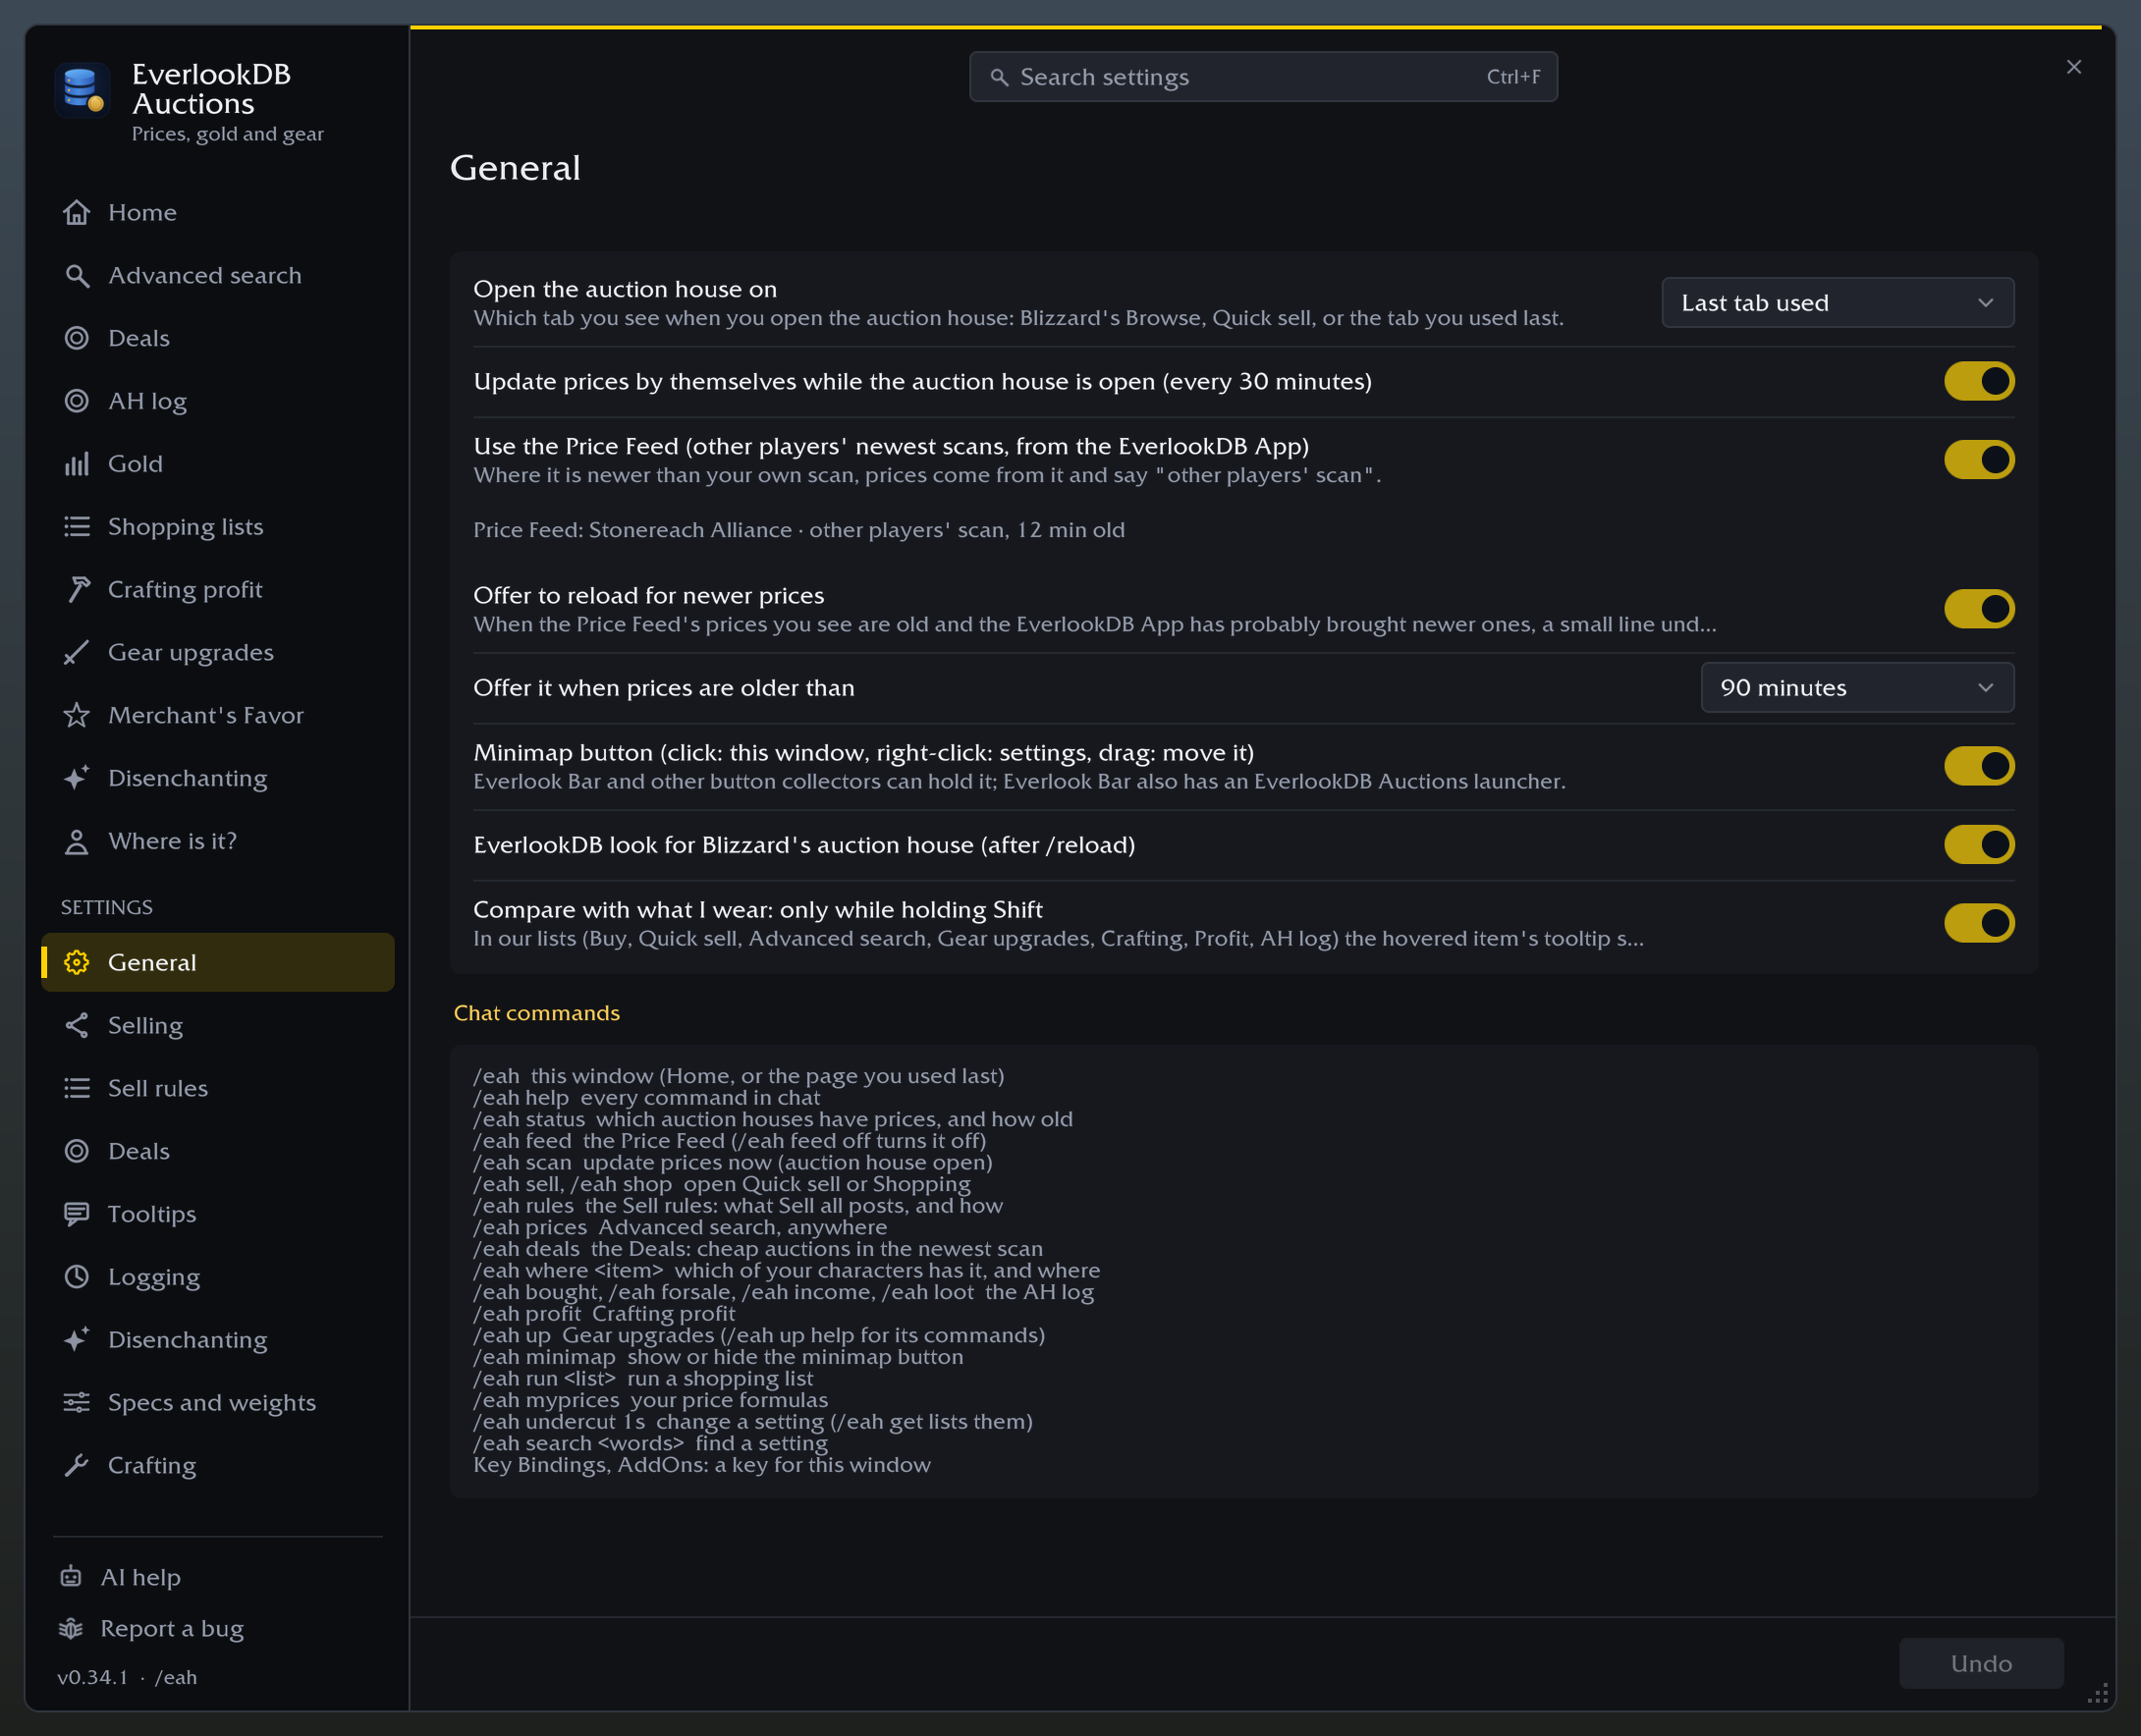 EverlookDB
Auctions
Prices, gold and gear
Home
Advanced search
Deals
AH log
Gold
Shopping lists
Crafting profit
Gear upgrades
Merchant's Favor
Disenchanting
Where is it?
SETTINGS
General
Selling
Sell rules
Deals
Tooltips
Logging
Disenchanting
Specs and weights
Crafting
AI help
Report a bug
v0.34.1 · /eah
Search settings Ctrl+F
General
Open the auction house on
Which tab you see when you open the auction house: Blizzard's Browse, Quick sell, or the tab you used last.
Last tab used
Update prices by themselves while the auction house is open (every 30 minutes)
Use the Price Feed (other players' newest scans, from the EverlookDB App)
Where it is newer than your own scan, prices come from it and say "other players' scan".
Price Feed: Stonereach Alliance · other players' scan, 12 min old
Offer to reload for newer prices
When the Price Feed's prices you see are old and the EverlookDB App has probably brought newer ones, a small line und...
Offer it when prices are older than
90 minutes
Minimap button (click: this window, right-click: settings, drag: move it)
Everlook Bar and other button collectors can hold it; Everlook Bar also has an EverlookDB Auctions launcher.
EverlookDB look for Blizzard's auction house (after /reload)
Compare with what I wear: only while holding Shift
In our lists (Buy, Quick sell, Advanced search, Gear upgrades, Crafting, Profit, AH log) the hovered item's tooltip s...
Chat commands
/eah this window (Home, or the page you used last)
/eah help every command in chat
/eah status which auction houses have prices, and how old
/eah feed the Price Feed (/eah feed off turns it off)
/eah scan update prices now (auction house open)
/eah sell, /eah shop open Quick sell or Shopping
/eah rules the Sell rules: what Sell all posts, and how
/eah prices Advanced search, anywhere
/eah deals the Deals: cheap auctions in the newest scan
/eah where <item> which of your characters has it, and where
/eah bought, /eah forsale, /eah income, /eah loot the AH log
/eah profit Crafting profit
/eah up Gear upgrades (/eah up help for its commands)
/eah minimap show or hide the minimap button
/eah run <list> run a shopping list
/eah myprices your price formulas
/eah undercut 1s change a setting (/eah get lists them)
/eah search <words> find a setting
Key Bindings, AddOns: a key for this window
Undo